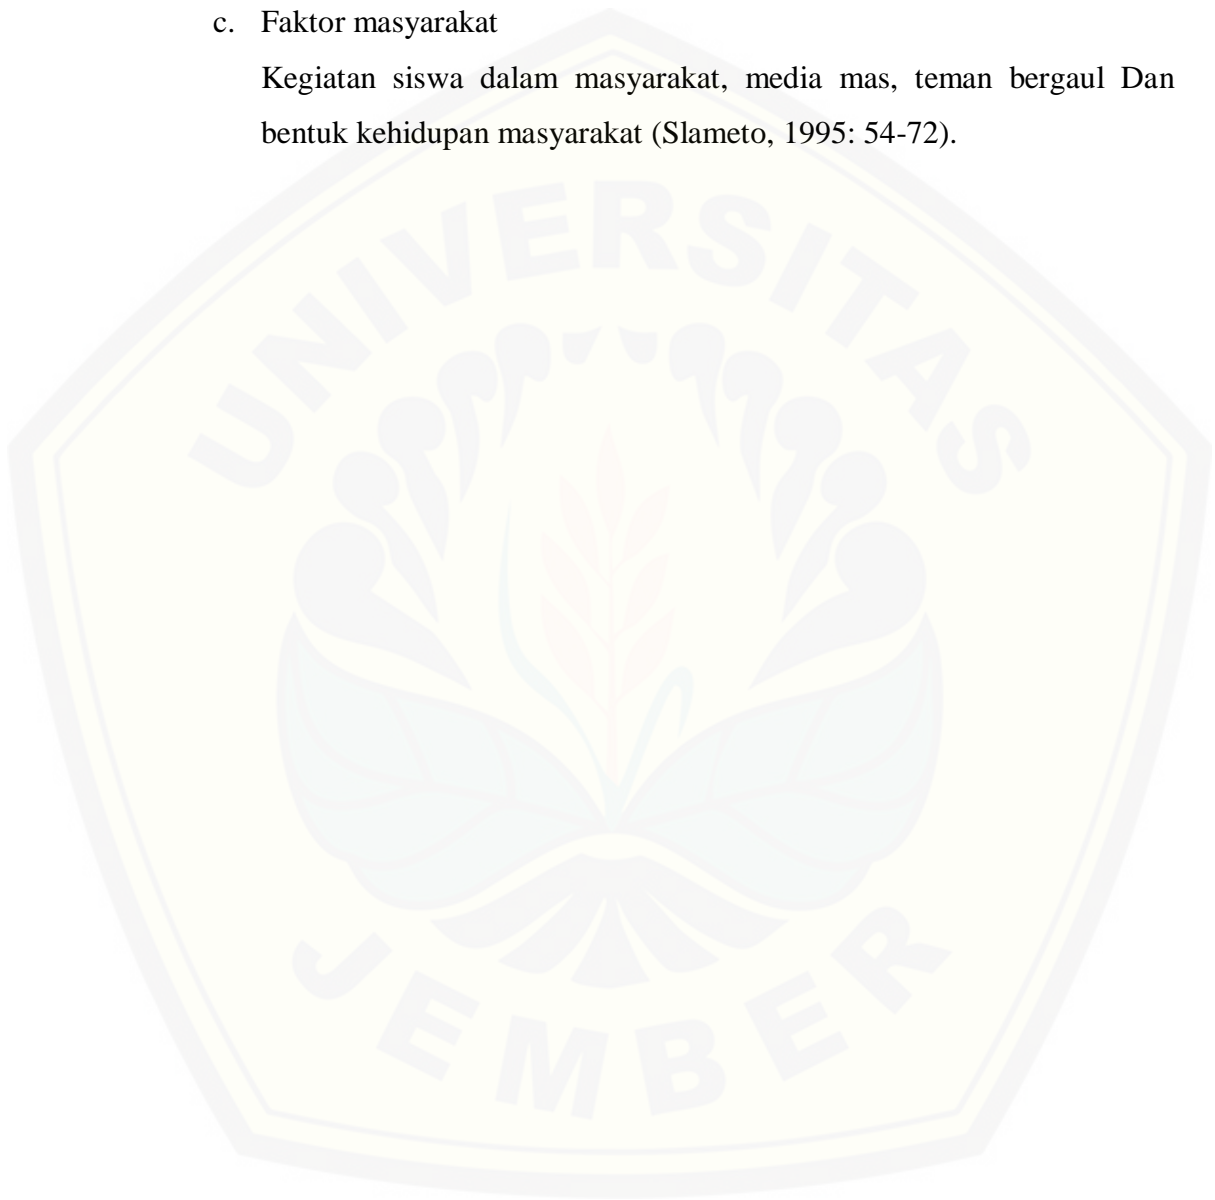 c. Faktor masyarakat
Kegiatan siswa dalam masyarakat, media mas, teman bergaul Dan
bentuk kehidupan masyarakat (Slameto, 1995: 54-72).
UNIVERSITAS
JEMBER